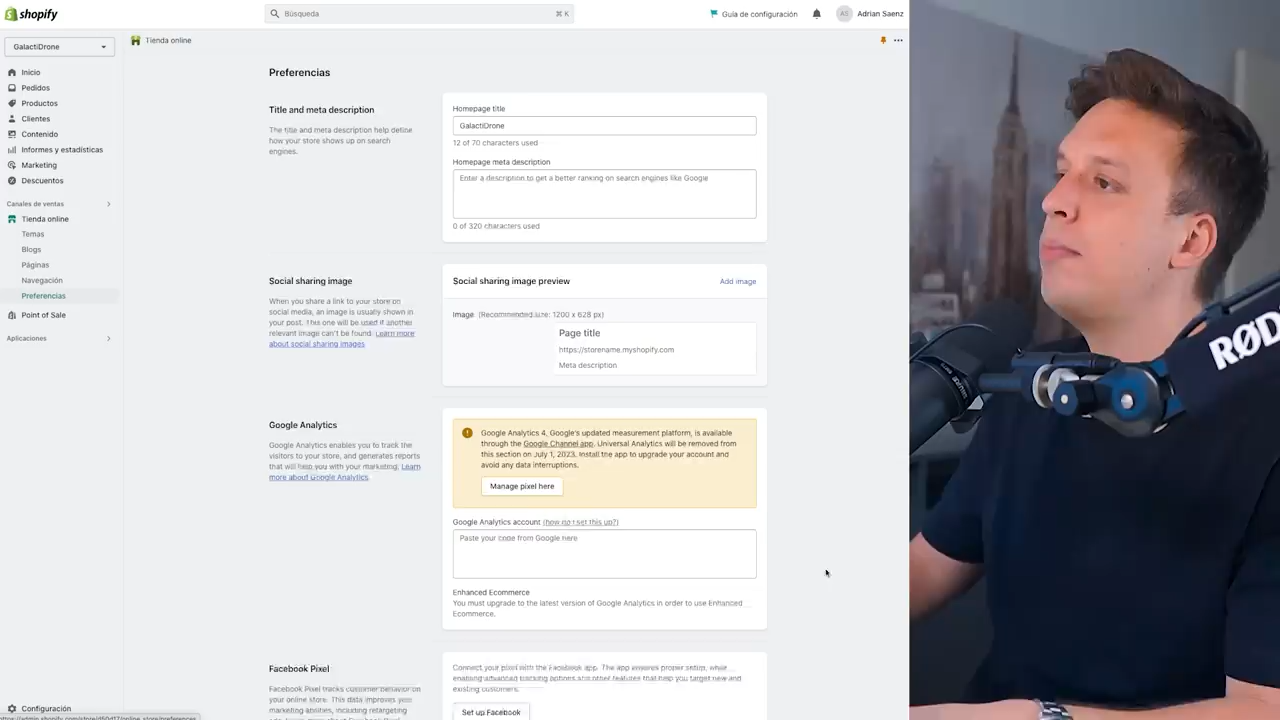 shopify
Búsqueda
⌘ K
Guía de configuración
AS
Adrian Saenz
GalactiDrone
Tienda online
Inicio
Pedidos
Productos
Clientes
Contenido
Informes y estadísticas
Marketing
Descuentos
Canales de ventas
Tienda online
Temas
Blogs
Páginas
Navegación
Preferencias
Point of Sale
Aplicaciones
Configuración
https://admin.shopify.com/store/d50d17/online_store/preferences
Preferencias
Title and meta description
The title and meta description help define
how your store shows up on search
engines.
Homepage title
GalactiDrone
12 of 70 characters used
Homepage meta description
Enter a description to get a better ranking on search engines like Google
0 of 320 characters used
Social sharing image
When you share a link to your store on
social media, an image is usually shown in
your post. This one will be used if another
relevant image can't be found. Learn more
about social sharing images.
Social sharing image preview
Add image
Image (Recommended size: 1200 x 628 px)
Page title
https://storename.myshopify.com
Meta description
Google Analytics
Google Analytics enables you to track the
visitors to your store, and generates reports
that will help you with your marketing. Learn
more about Google Analytics.
Google Analytics 4, Google's updated measurement platform, is available
through the Google Channel app. Universal Analytics will be removed from
this section on July 1, 2023. Install the app to upgrade your account and
avoid any data interruptions.
Manage pixel here
Google Analytics account (how do I set this up?)
Paste your code from Google here
Enhanced Ecommerce
You must upgrade to the latest version of Google Analytics in order to use Enhanced
Ecommerce.
Facebook Pixel
Facebook Pixel tracks customer behavior on
your online store. This data improves your
marketing abilities, including retargeting
Connect your pixel with the Facebook app. The app ensures proper setup, while
enabling advanced tracking options and other features that help you target new and
existing customers.
Set up Facebook
RØD